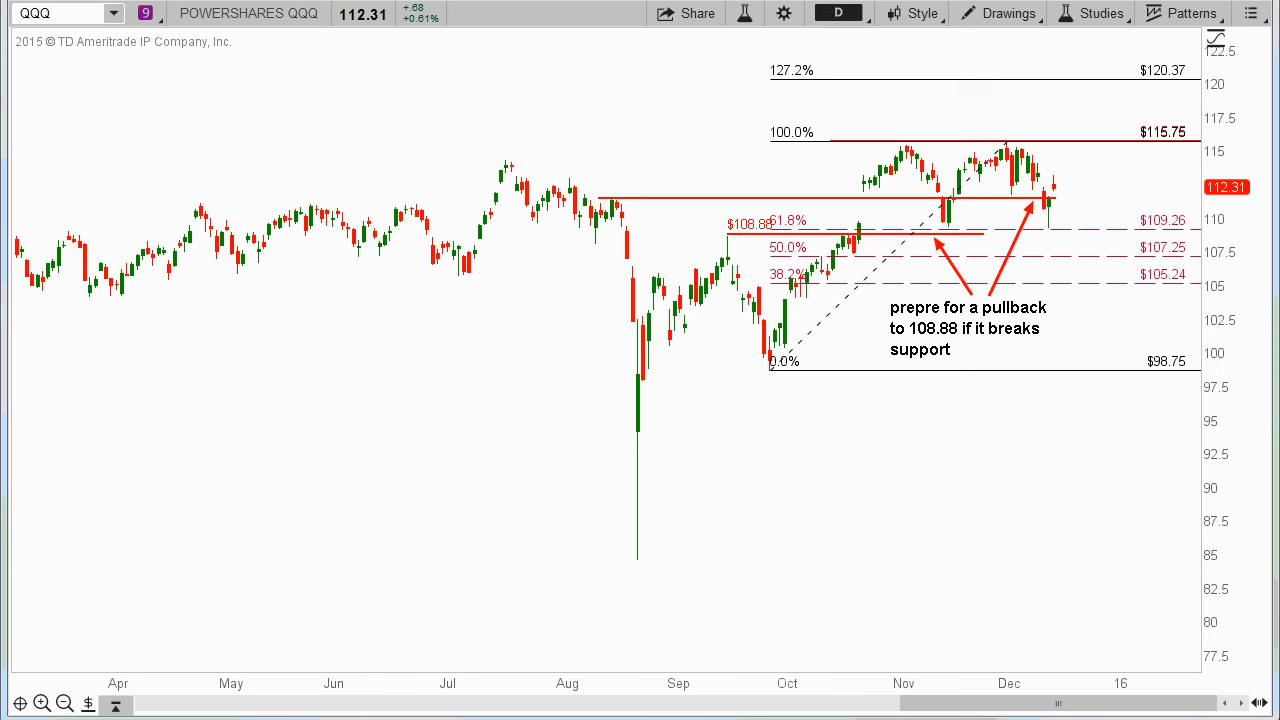 QQQ
9
POWERSHARES QQQ
112.31
+.68
+0.61%
Share
D
Style
Drawings
Studies
Patterns
2015 © TD Ameritrade IP Company, Inc.
127.2%
$120.37
100.0%
$115.75
$108.88
61.8%
$109.26
50.0%
$107.25
38.2%
$105.24
0.0%
$98.75
prepre for a pullback
to 108.88 if it breaks
support
122.5
120
117.5
115
112.31
110
107.5
105
102.5
100
97.5
95
92.5
90
87.5
85
82.5
80
77.5
Apr
May
Jun
Jul
Aug
Sep
Oct
Nov
Dec
16
$